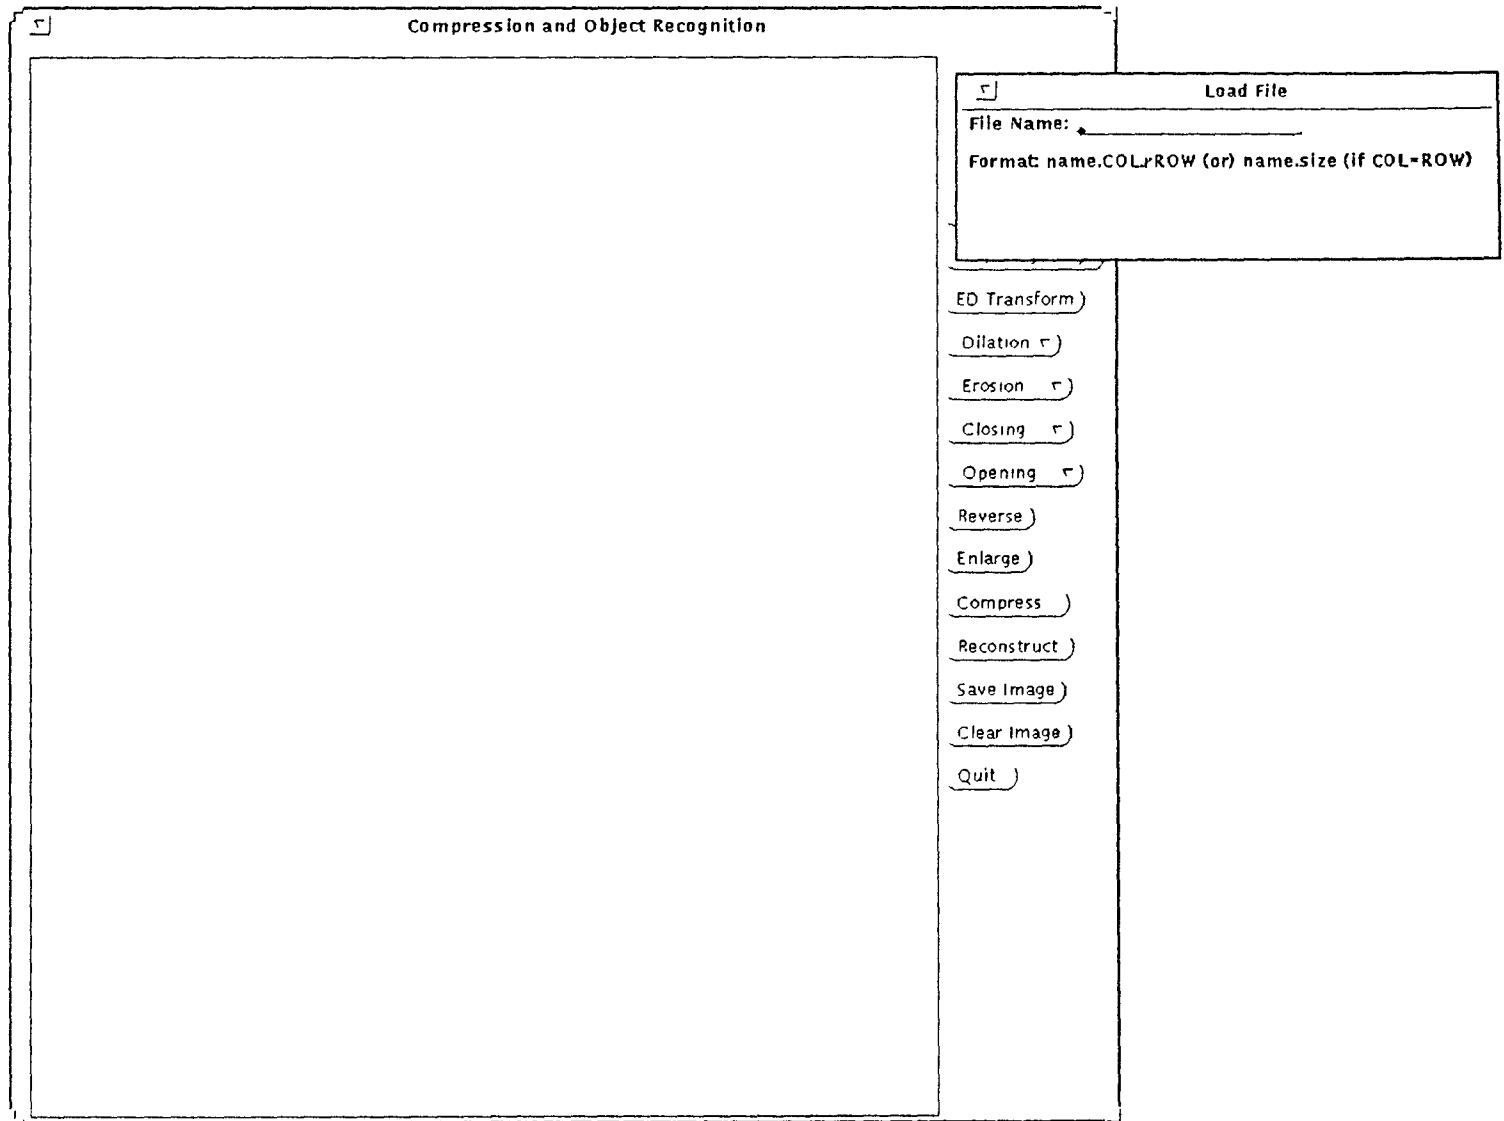 Compression and Object Recognition
Load File
File Name:
Format: name.COL.rROW (or) name.size (if COL=ROW)
ED Transform
Dilation
Erosion
Closing
Opening
Reverse
Enlarge
Compress
Reconstruct
Save Image
Clear Image
Quit